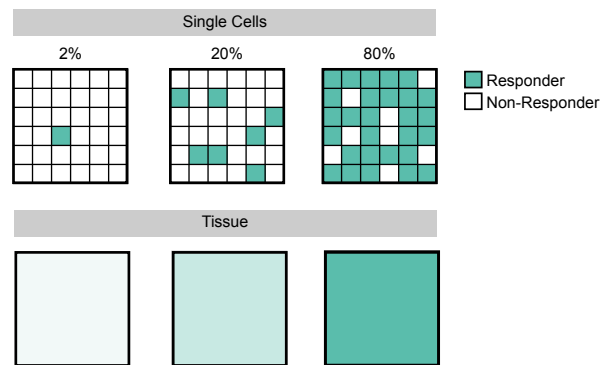 Single Cells
2%
20%
80%
Responder
Non-Responder
Tissue